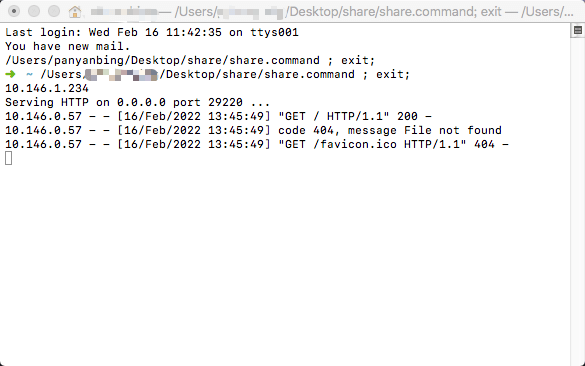 — /Users/ /Desktop/share/share.command; exit — /Users/...
Last login: Wed Feb 16 11:42:35 on ttys001
You have new mail.
/Users/panyanbing/Desktop/share/share.command ; exit;
➜ ~ /Users/ /Desktop/share/share.command ; exit;
10.146.1.234
Serving HTTP on 0.0.0.0 port 29220 ...
10.146.0.57 - - [16/Feb/2022 13:45:49] "GET / HTTP/1.1" 200 -
10.146.0.57 - - [16/Feb/2022 13:45:49] code 404, message File not found
10.146.0.57 - - [16/Feb/2022 13:45:49] "GET /favicon.ico HTTP/1.1" 404 -